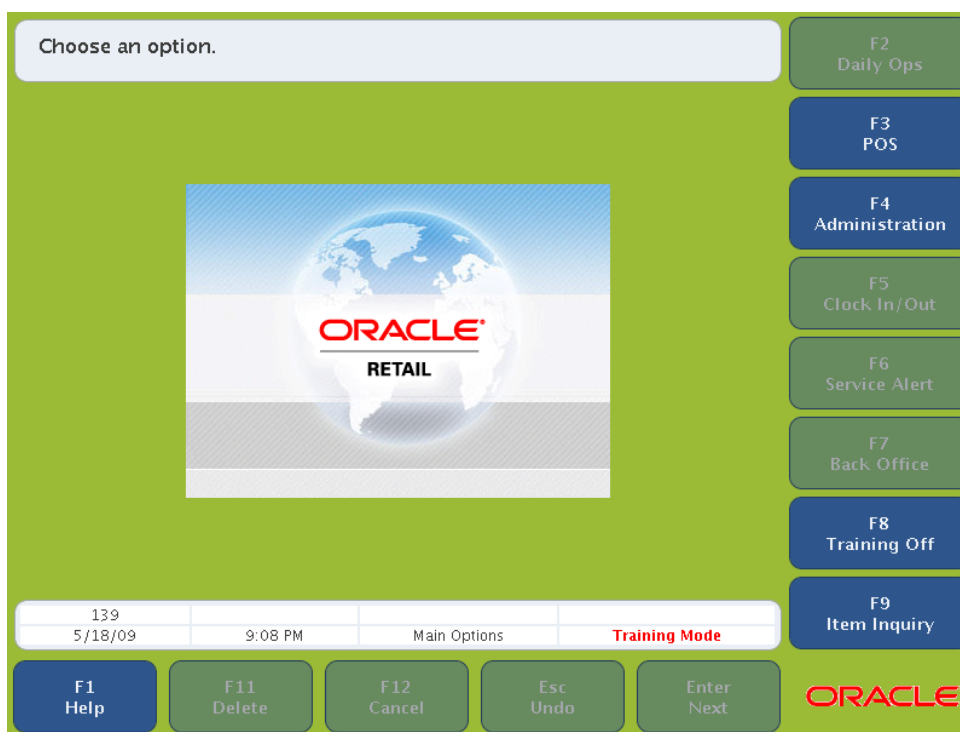 Choose an option.
F2
Daily Ops
F3
POS
F4
Administration
F5
Clock In/Out
F6
Service Alert
F7
Back Office
F8
Training Off
F9
Item Inquiry
ORACLE
RETAIL
139
5/18/09 9:08 PM Main Options Training Mode
F1
Help
F11
Delete
F12
Cancel
Esc
Undo
Enter
Next
ORACLE